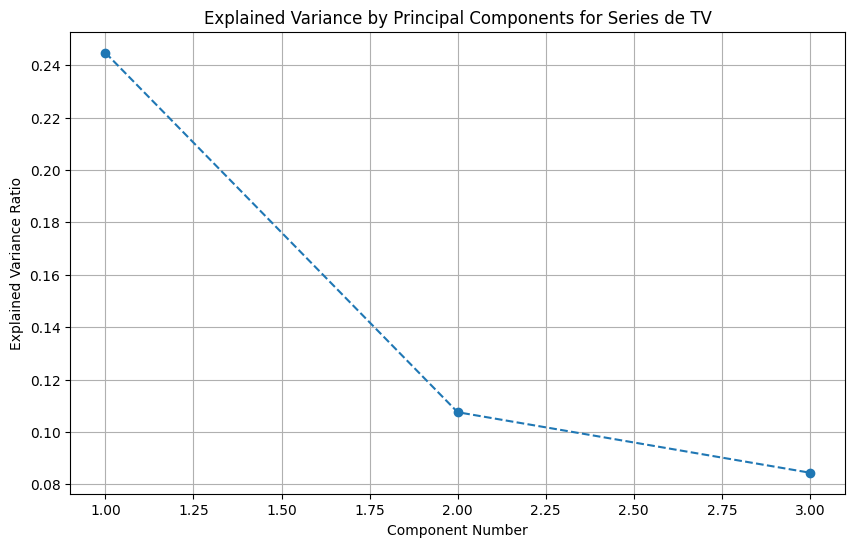 Explained Variance by Principal Components for Series de TV
Explained Variance Ratio
0.24
0.22
0.20
0.18
0.16
0.14
0.12
0.10
0.08
1.00 1.25 1.50 1.75 2.00 2.25 2.50 2.75 3.00
Component Number